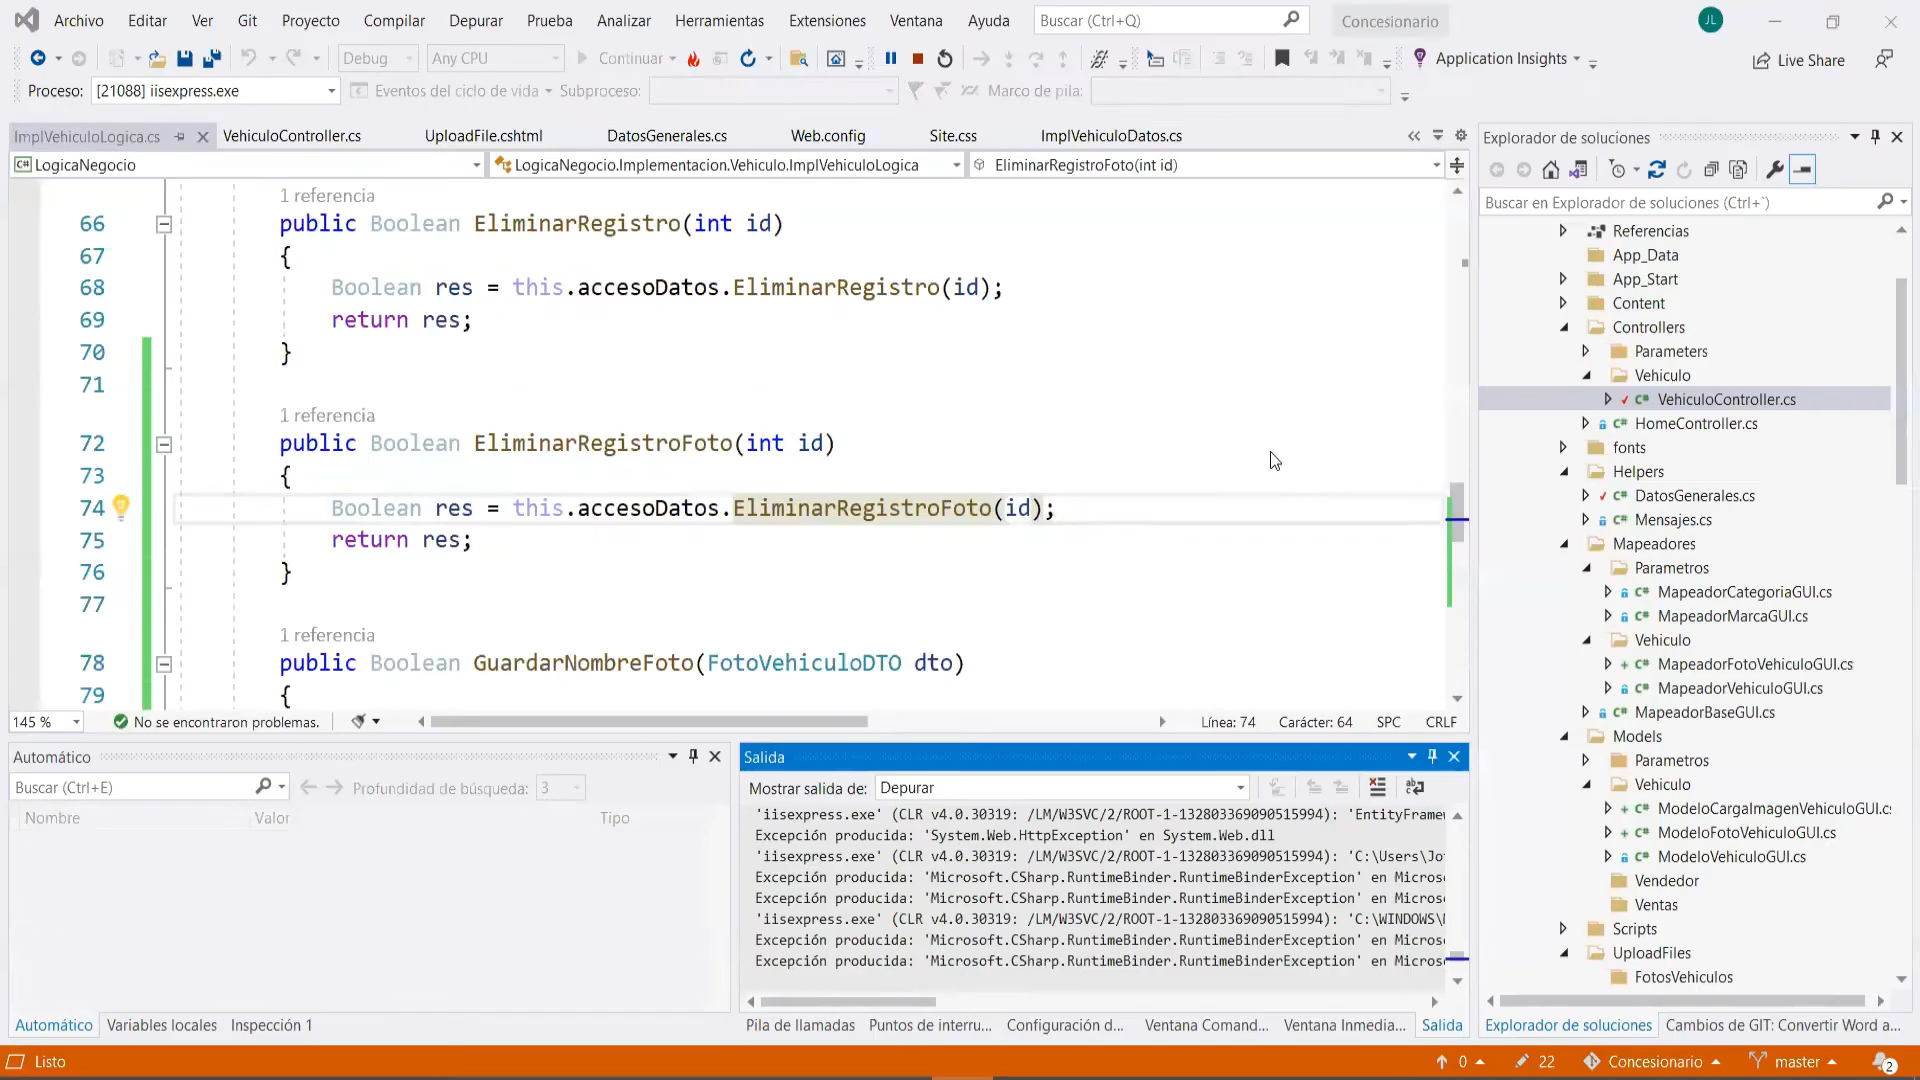 Archivo Editar Ver Git Proyecto Compilar Depurar Prueba Analizar Herramientas Extensiones Ventana Ayuda Buscar (Ctrl+Q) Concesionario JL
Debug Any CPU Continuar Application Insights Live Share
Proceso: [21088] iisexpress.exe Eventos del ciclo de vida Subproceso: Marco de pila:
ImplVehiculoLogica.cs VehiculoController.cs UploadFile.cshtml DatosGenerales.cs Web.config Site.css ImplVehiculoDatos.cs
LogicaNegocio LogicaNegocio.Implementacion.Vehiculo.ImplVehiculoLogica EliminarRegistroFoto(int id)
1 referencia
66 public Boolean EliminarRegistro(int id)
67 {
68 Boolean res = this.accesoDatos.EliminarRegistro(id);
69 return res;
70 }
71
1 referencia
72 public Boolean EliminarRegistroFoto(int id)
73 {
74 Boolean res = this.accesoDatos.EliminarRegistroFoto(id);
75 return res;
76 }
77
1 referencia
78 public Boolean GuardarNombreFoto(FotoVehiculoDTO dto)
79 {
145 % No se encontraron problemas. Línea: 74 Carácter: 64 SPC CRLF
Automático
Buscar (Ctrl+E) Profundidad de búsqueda: 3
Nombre Valor Tipo
Automático Variables locales Inspección 1
Salida
Mostrar salida de: Depurar
'iisexpress.exe' (CLR v4.0.30319: /LM/W3SVC/2/ROOT-1-132803369090515994): 'EntityFramew
Excepción producida: 'System.Web.HttpException' en System.Web.dll
'iisexpress.exe' (CLR v4.0.30319: /LM/W3SVC/2/ROOT-1-132803369090515994): 'C:\Users\Jo
Excepción producida: 'Microsoft.CSharp.RuntimeBinder.RuntimeBinderException' en Micros
Excepción producida: 'Microsoft.CSharp.RuntimeBinder.RuntimeBinderException' en Micros
'iisexpress.exe' (CLR v4.0.30319: /LM/W3SVC/2/ROOT-1-132803369090515994): 'C:\WINDOWS\
Excepción producida: 'Microsoft.CSharp.RuntimeBinder.RuntimeBinderException' en Micros
Excepción producida: 'Microsoft.CSharp.RuntimeBinder.RuntimeBinderException' en Micros
Pila de llamadas Puntos de interru... Configuración d... Ventana Comand... Ventana Inmedia... Salida
Explorador de soluciones
Buscar en Explorador de soluciones (Ctrl+`)
Referencias
App_Data
App_Start
Content
Controllers
Parameters
Vehiculo
VehiculoController.cs
HomeController.cs
fonts
Helpers
DatosGenerales.cs
Mensajes.cs
Mapeadores
Parametros
MapeadorCategoriaGUI.cs
MapeadorMarcaGUI.cs
Vehiculo
MapeadorFotoVehiculoGUI.cs
MapeadorVehiculoGUI.cs
MapeadorBaseGUI.cs
Models
Parametros
Vehiculo
ModeloCargaImagenVehiculoGUI.cs
ModeloFotoVehiculoGUI.cs
ModeloVehiculoGUI.cs
Vendedor
Ventas
Scripts
UploadFiles
FotosVehiculos
Explorador de soluciones Cambios de GIT: Convertir Word a...
Listo 0 22 Concesionario master 2